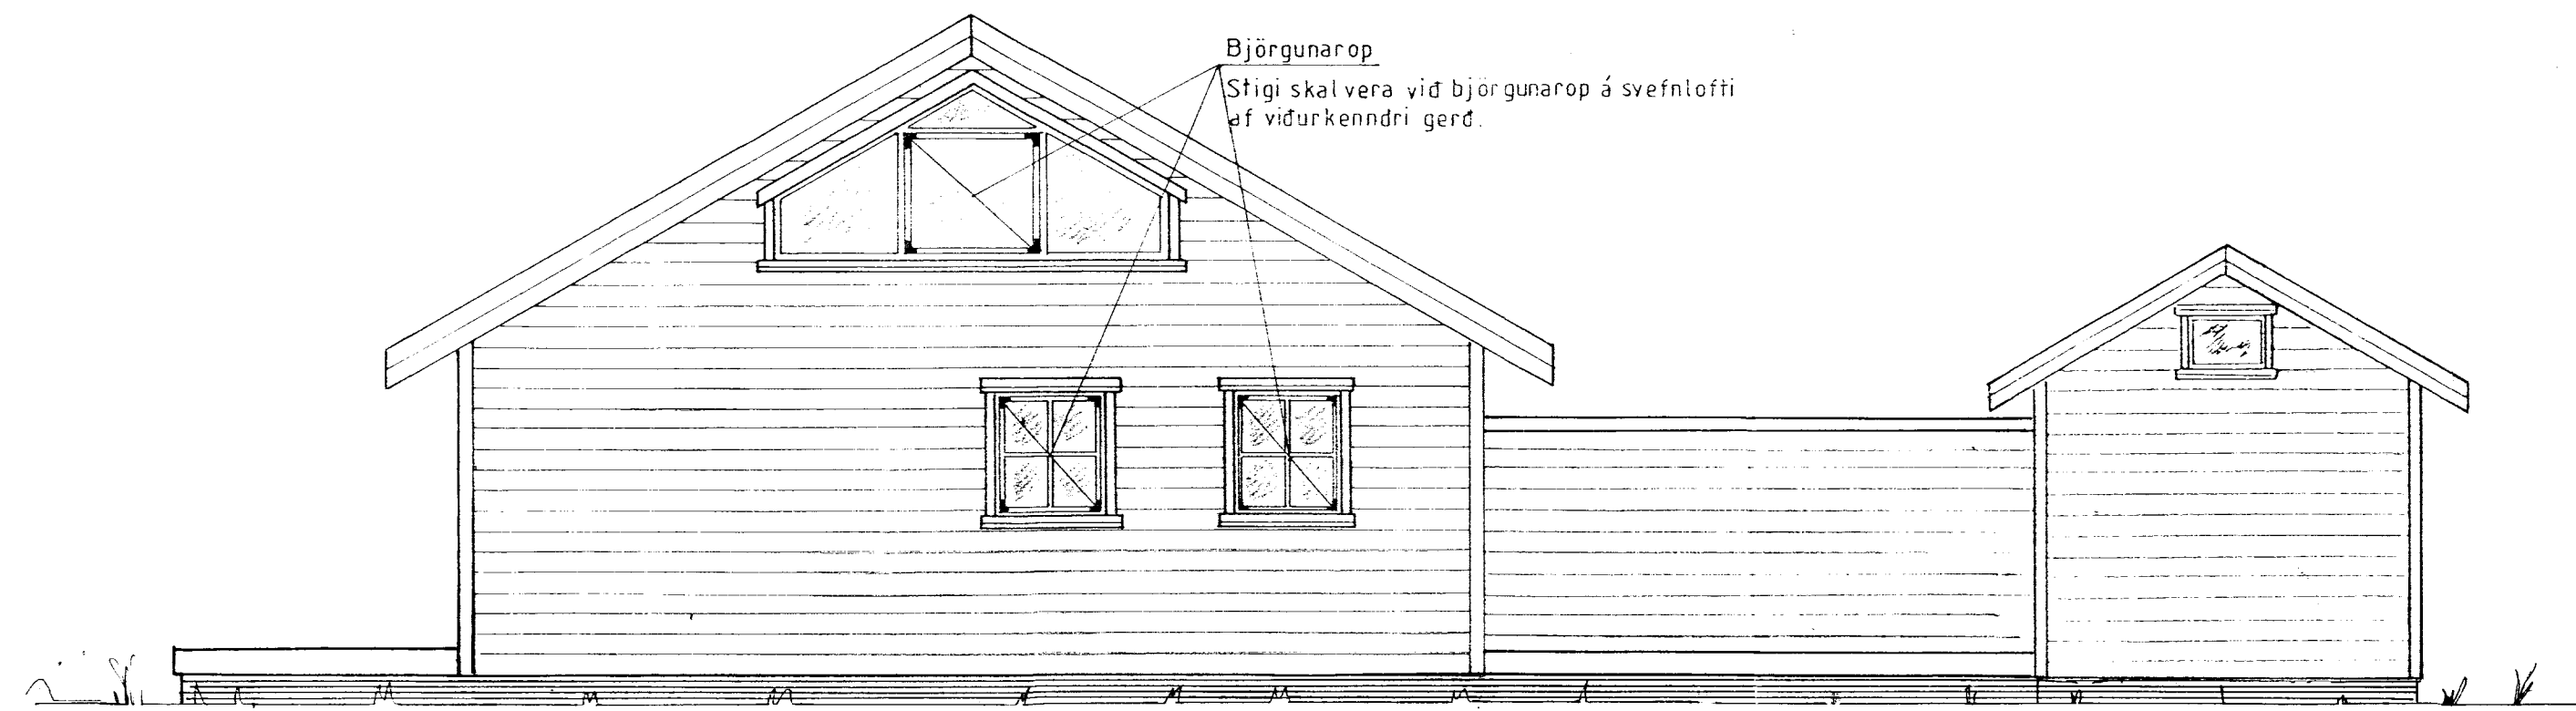 Björgunarop
Stigi skal vera við björgunarop á svefnlofti
af viðurkenndri gerð.